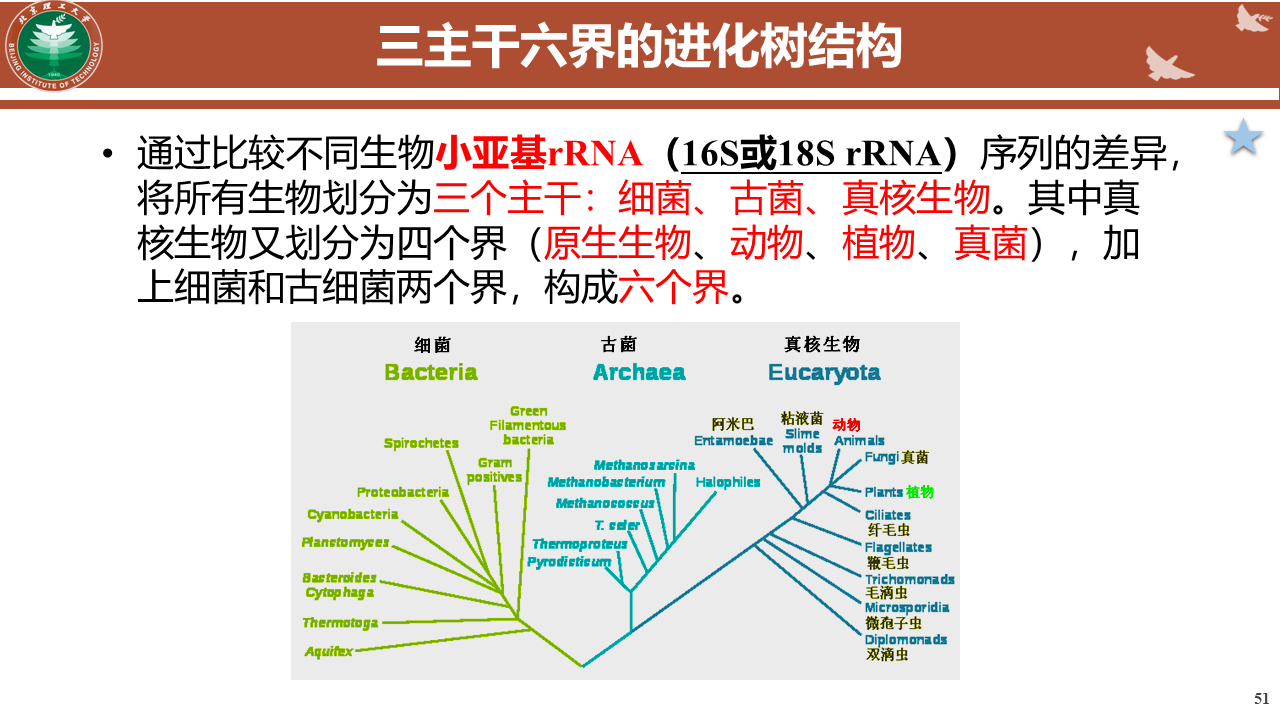 三主干六界的进化树结构
北京理工大学
1940
BEIJING INSTITUTE OF TECHNOLOGY
• 通过比较不同生物小亚基rRNA（16S或18S rRNA）序列的差异，
将所有生物划分为三个主干：细菌、古菌、真核生物。其中真
核生物又划分为四个界（原生生物、动物、植物、真菌），加
上细菌和古细菌两个界，构成六个界。
细菌
Bacteria
古菌
Archaea
真核生物
Eucaryota
Green
Filamentous
bacteria
Spirochetes
Gram
positives
Proteobacteria
Cyanobacteria
Planctomyces
Bacteroides
Cytophaga
Thermotoga
Aquifex
Methanosarcina
Methanobacterium
Halophiles
Methanococcus
T. celer
Thermoproteus
Pyrodicticum
阿米巴
Entamoebae
粘液菌
Slime
molds
动物
Animals
Fungi 真菌
Plants 植物
Ciliates
纤毛虫
Flagellates
鞭毛虫
Trichomonads
毛滴虫
Microsporidia
微孢子虫
Diplomonads
双滴虫
51